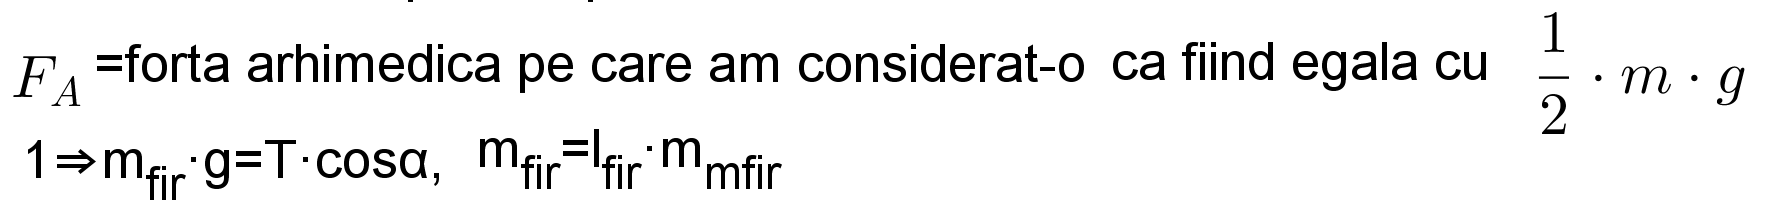 F_A =forta arhimedica pe care am considerat-o ca fiind egala cu 1/2 · m · g
1⇒m_fir·g=T·cosα, m_fir=l_fir·m_mfir